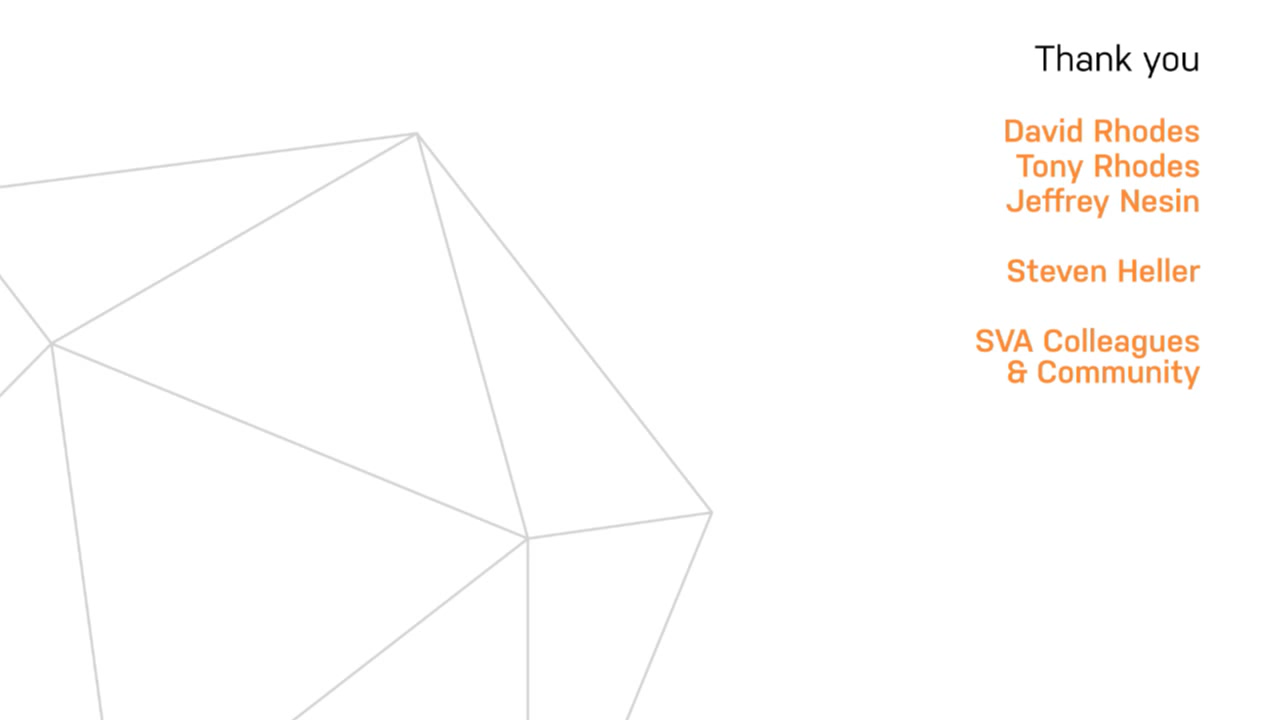 Thank you
David Rhodes
Tony Rhodes
Jeffrey Nesin
Steven Heller
SVA Colleagues
& Community